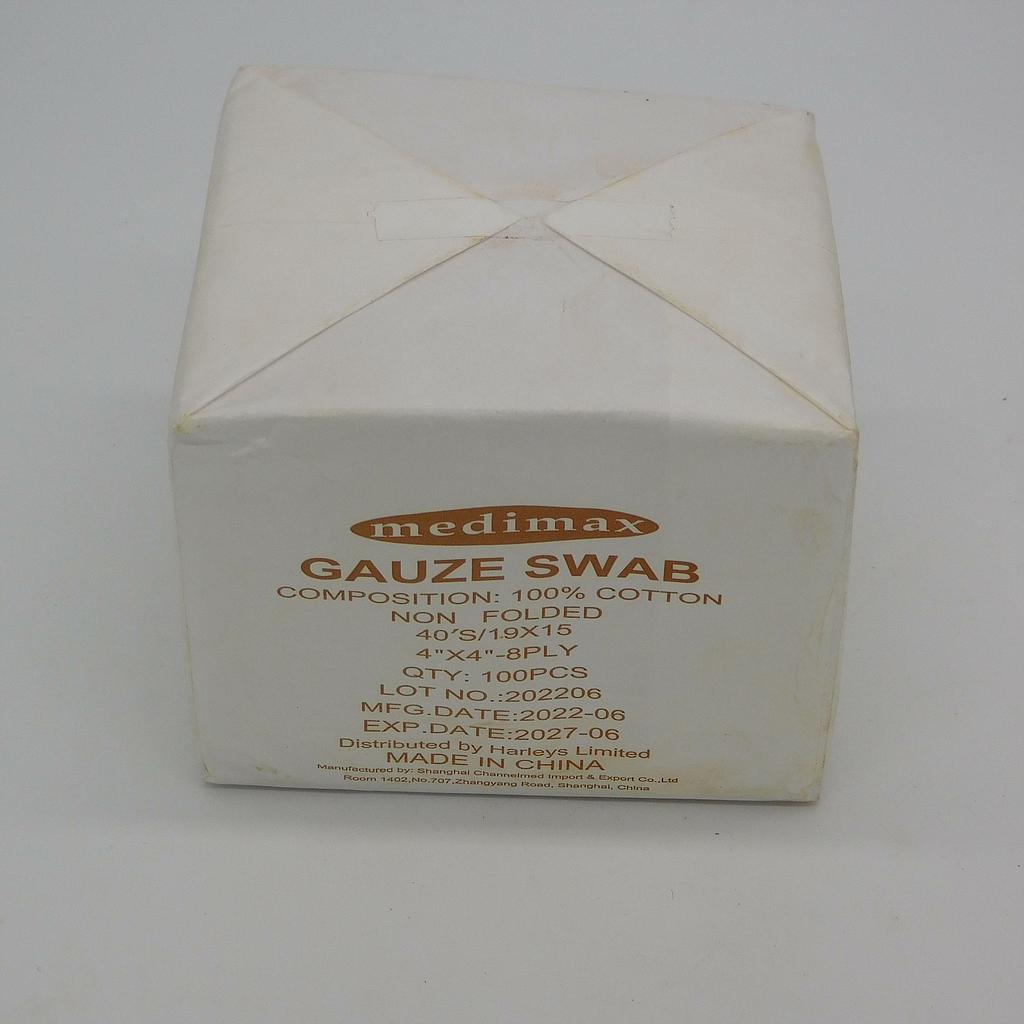 medimax
GAUZE SWAB
COMPOSITION: 100% COTTON
NON FOLDED
40'S/19X15
4"X4"-8PLY
QTY: 100PCS
LOT NO.:202206
MFG.DATE:2022-06
EXP.DATE:2027-06
Distributed by Harleys Limited
MADE IN CHINA
Manufactured by: Shanghai Channelmed Import & Export Co.,Ltd
Room 1402,No.707,Zhangyang Road, Shanghai, China